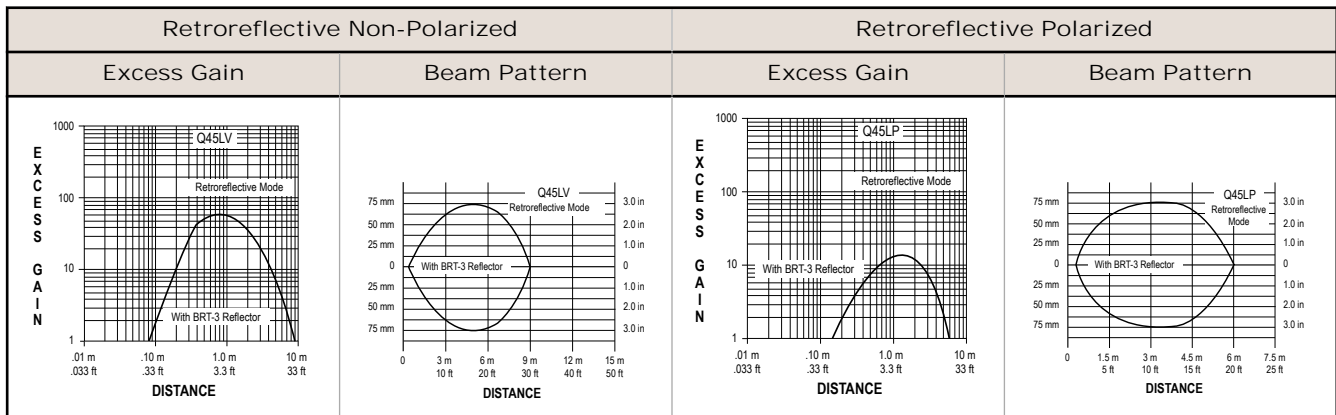 Retroreflective Non-Polarized
Retroreflective Polarized
Excess Gain
Beam Pattern
Excess Gain
Beam Pattern
EXCESS GAIN
1000
100
10
1
Q45LV
Retroreflective Mode
With BRT-3 Reflector
.01 m .10 m 1.0 m 10 m
.033 ft .33 ft 3.3 ft 33 ft
DISTANCE
Q45LV
Retroreflective Mode
With BRT-3 Reflector
75 mm
50 mm
25 mm
0
25 mm
50 mm
75 mm
3.0 in
2.0 in
1.0 in
0
1.0 in
2.0 in
3.0 in
0 3 m 6 m 9 m 12 m 15 m
10 ft 20 ft 30 ft 40 ft 50 ft
DISTANCE
EXCESS GAIN
1000
100
10
1
Q45LP
Retroreflective Mode
With BRT-3 Reflector
.01 m .10 m 1.0 m 10 m
.033 ft .33 ft 3.3 ft 33 ft
DISTANCE
Q45LP
Retroreflective
Mode
With BRT-3 Reflector
75 mm
50 mm
25 mm
0
25 mm
50 mm
75 mm
3.0 in
2.0 in
1.0 in
0
1.0 in
2.0 in
3.0 in
0 1.5 m 3 m 4.5 m 6 m 7.5 m
5 ft 10 ft 15 ft 20 ft 25 ft
DISTANCE